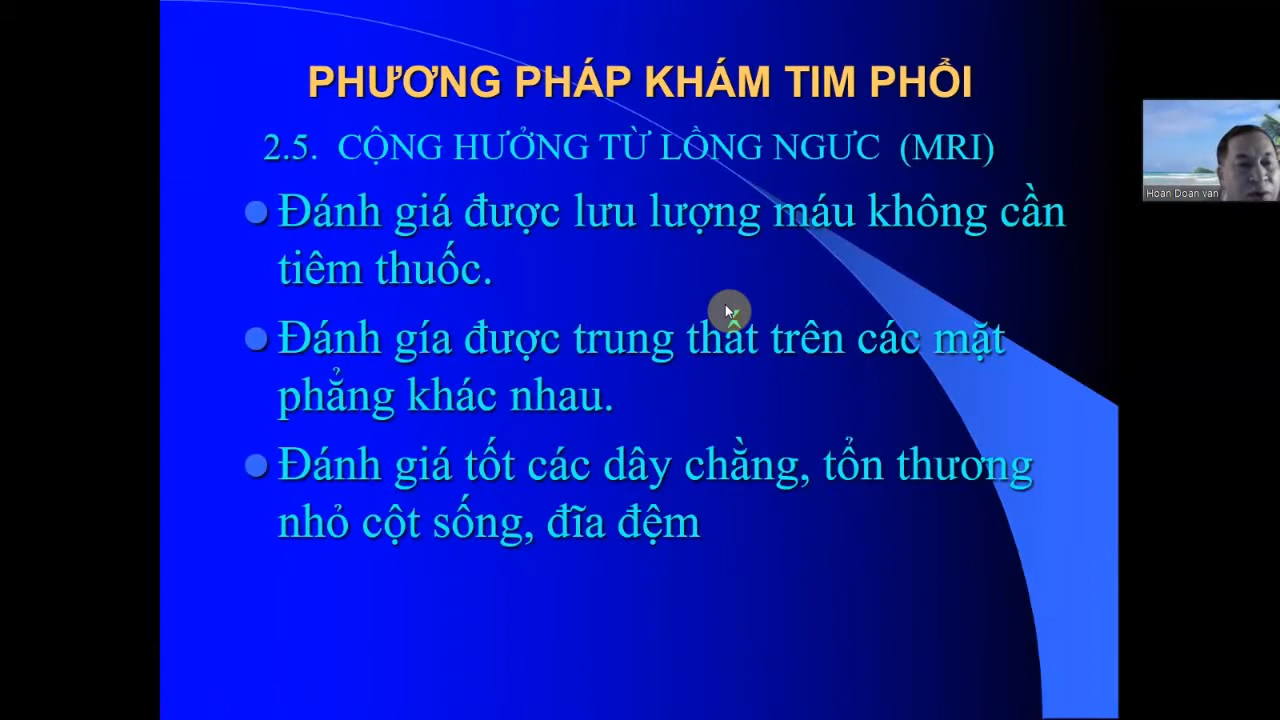 PHƯƠNG PHÁP KHÁM TIM PHỔI
2.5. CỘNG HƯỞNG TỪ LỒNG NGƯC (MRI)
Đánh giá được lưu lượng máu không cần
tiêm thuốc.
Đánh gía được trung thất trên các mặt
phẳng khác nhau.
Đánh giá tốt các dây chằng, tổn thương
nhỏ cột sống, đĩa đệm
Hoan Doan van